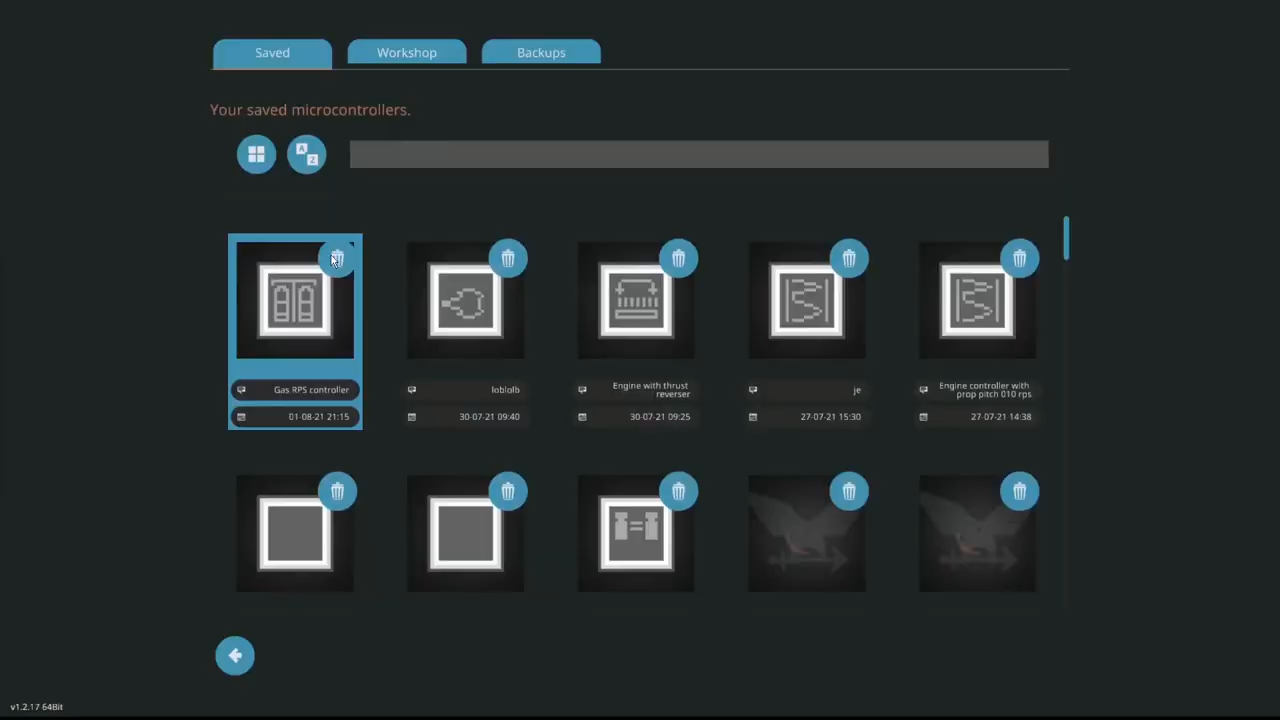 Saved
Workshop
Backups
Your saved microcontrollers.
A
Z
Gas RPS controller
loblolb
Engine with thrust
reverser
je
Engine controller with
prop pitch 010 rps
01-08-21 21:15
30-07-21 09:40
30-07-21 09:25
27-07-21 15:30
27-07-21 14:38
v1.2.17 64Bit